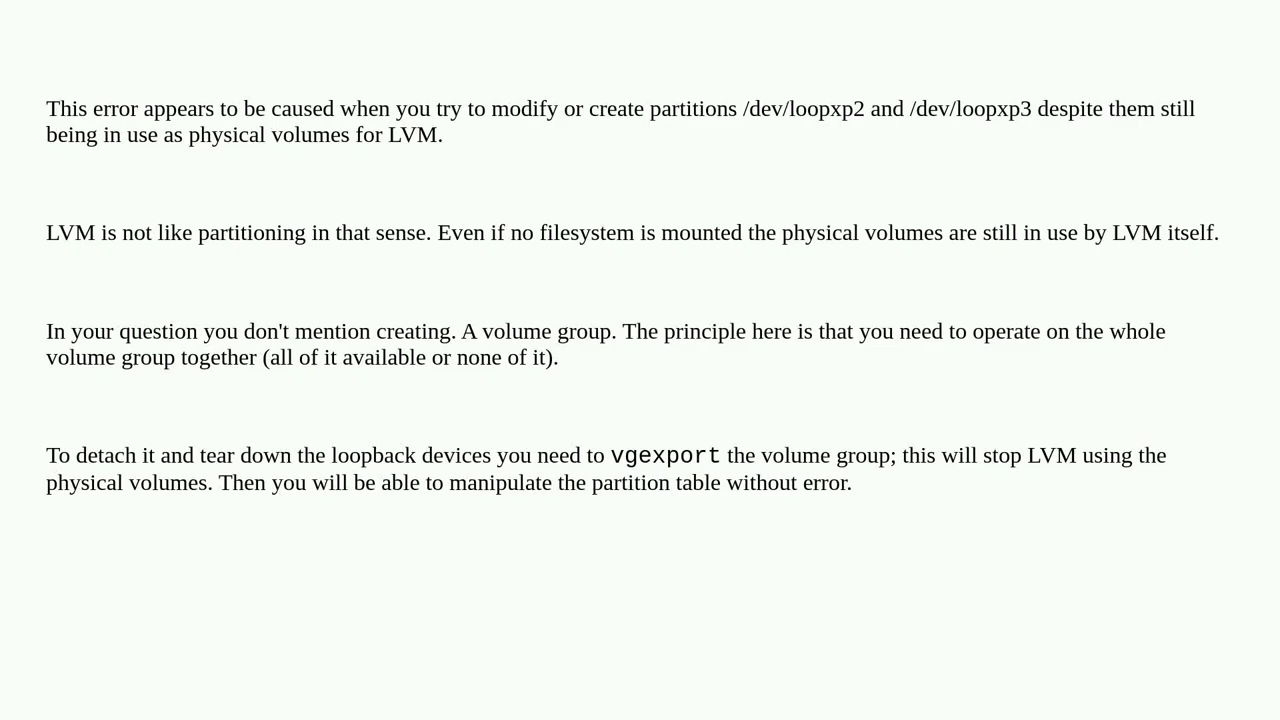 This error appears to be caused when you try to modify or create partitions /dev/loopxp2 and /dev/loopxp3 despite them still
being in use as physical volumes for LVM.
LVM is not like partitioning in that sense. Even if no filesystem is mounted the physical volumes are still in use by LVM itself.
In your question you don't mention creating. A volume group. The principle here is that you need to operate on the whole
volume group together (all of it available or none of it).
To detach it and tear down the loopback devices you need to vgexport the volume group; this will stop LVM using the
physical volumes. Then you will be able to manipulate the partition table without error.